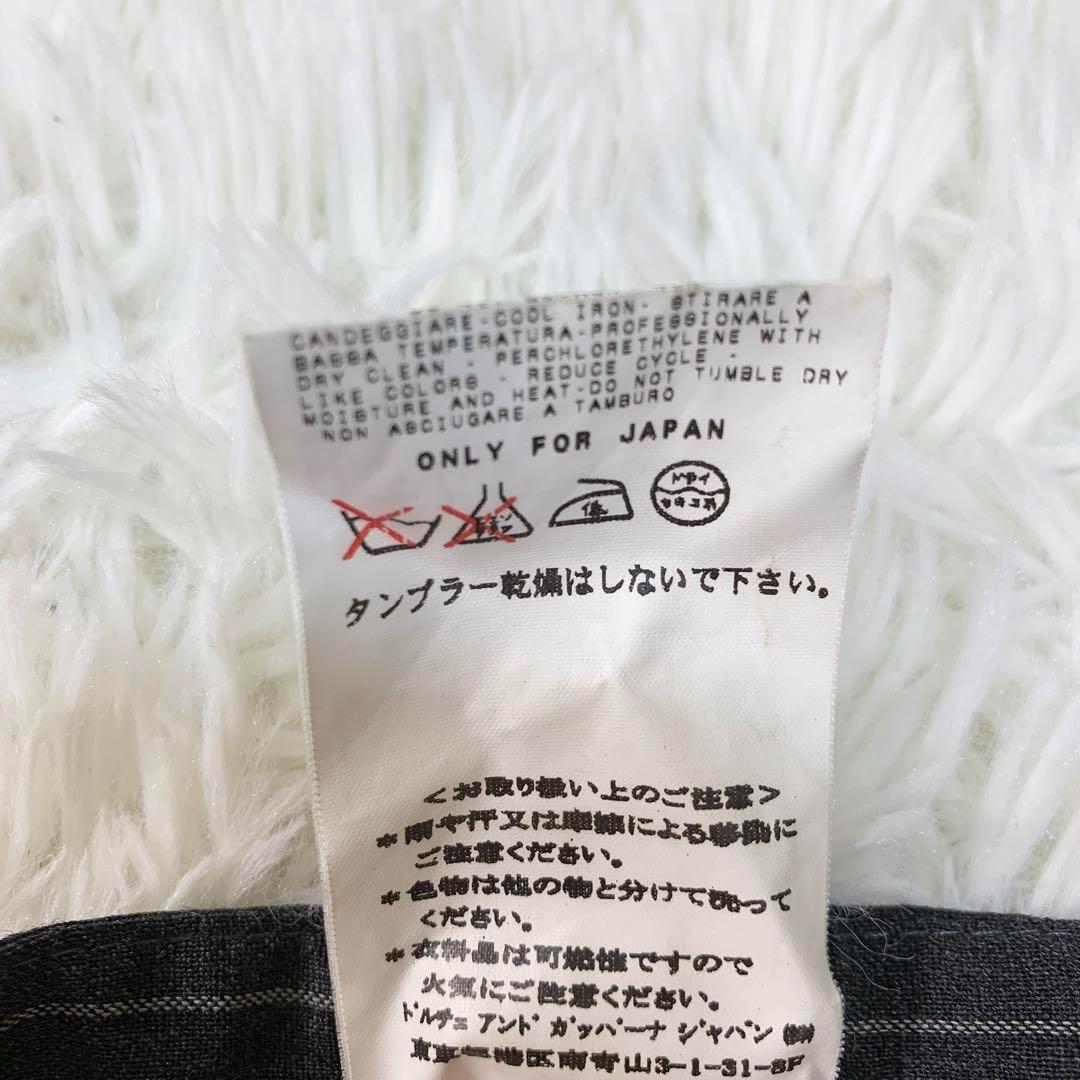 CANDEGGIARE-COOL IRON- STIRARE A
BASSA TEMPERATURA-PROFESSIONALLY
DRY CLEAN - PERCHLORETHYLENE WITH
LIKE COLORS - REDUCE CYCLE -
MOISTURE AND HEAT-DO NOT TUMBLE DRY
NON ASCIUGARE A TAMBURO
ONLY FOR JAPAN
低
タンブラー乾燥はしないで下さい。
<お取り扱い上のご注意>
*雨や汗又は摩擦による移染に
ご注意ください。
*色物は他の物と分けて洗って
ください。
*衣料品は可燃性ですので
火気にご注意ください。
ドルチェ アンド ガッバーナ ジャパン ㈱
東京都港区南青山3-1-31-8F